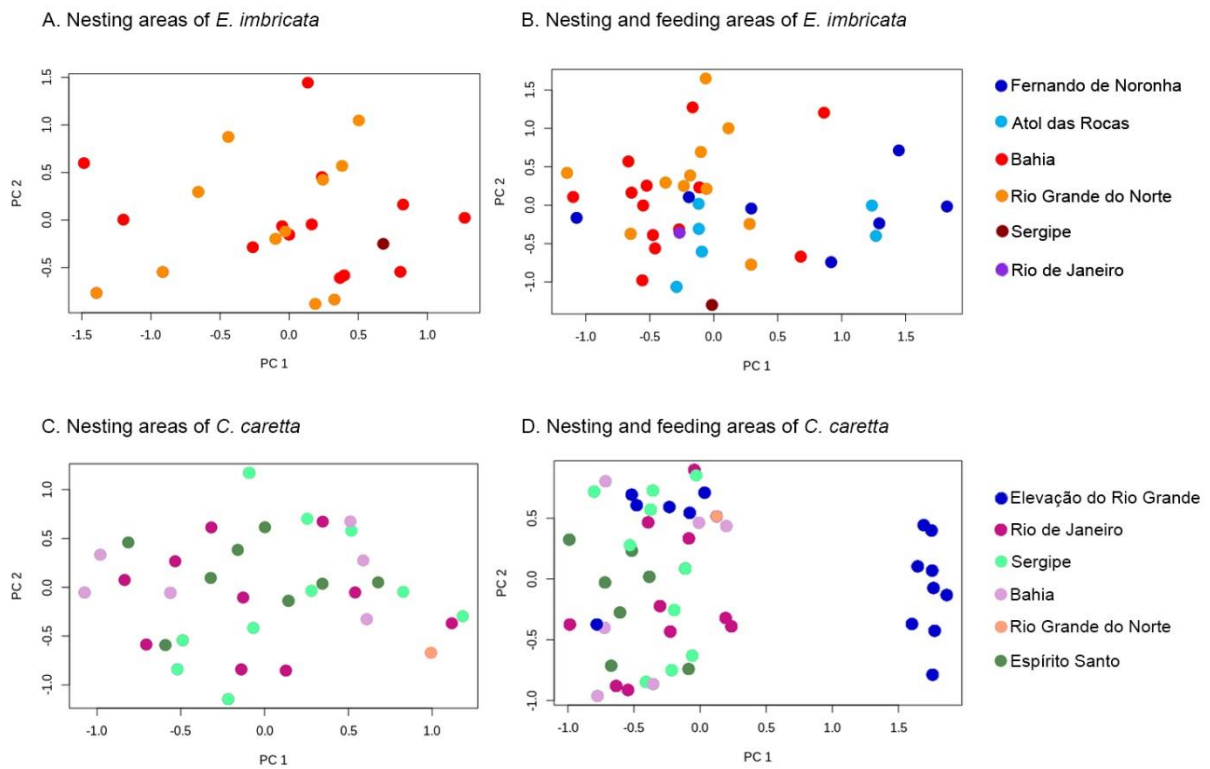 A. Nesting areas of E. imbricata
B. Nesting and feeding areas of E. imbricata
PC 2
1.5
1.0
0.5
0.0
-0.5
-1.5 -1.0 -0.5 0.0 0.5 1.0
PC 1
PC 2
1.5
1.0
0.5
0.0
-0.5
-1.0
-1.0 -0.5 0.0 0.5 1.0 1.5
PC 1
Fernando de Noronha
Atol das Rocas
Bahia
Rio Grande do Norte
Sergipe
Rio de Janeiro
C. Nesting areas of C. caretta
D. Nesting and feeding areas of C. caretta
PC 2
1.0
0.5
0.0
-0.5
-1.0
-1.0 -0.5 0.0 0.5 1.0
PC 1
PC 2
0.5
0.0
-0.5
-1.0
-1.0 -0.5 0.0 0.5 1.0 1.5
PC 1
Elevação do Rio Grande
Rio de Janeiro
Sergipe
Bahia
Rio Grande do Norte
Espírito Santo